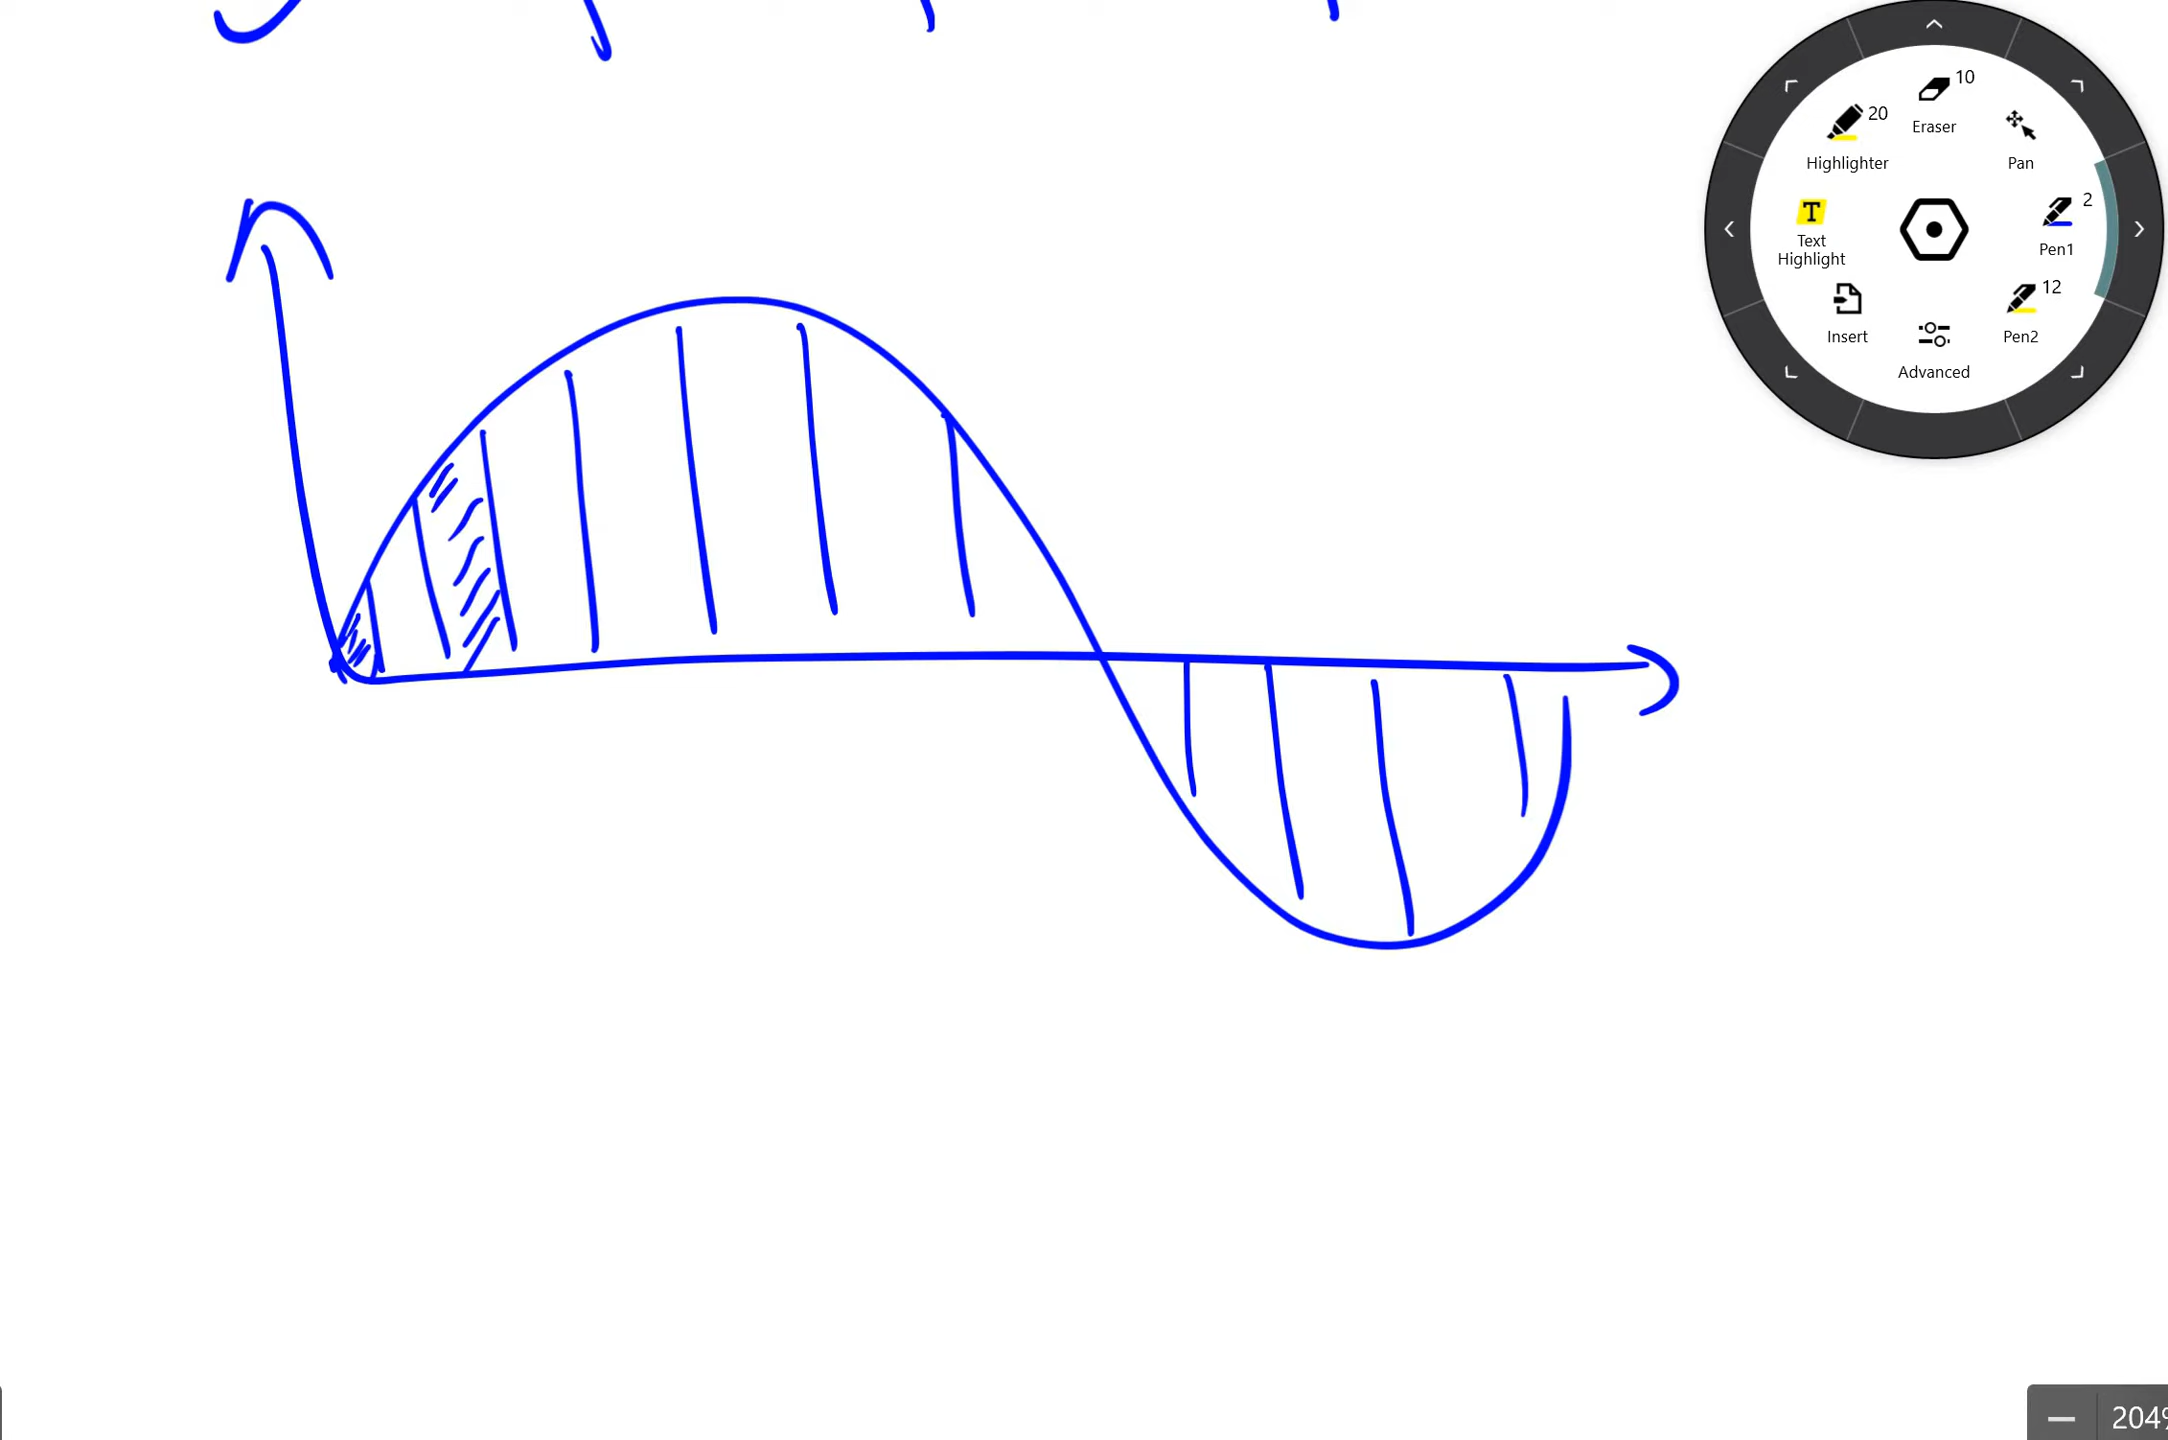 10
Eraser
20
Highlighter
Pan
T
Text
Highlight
2
Pen1
Insert
12
Pen2
Advanced
204%